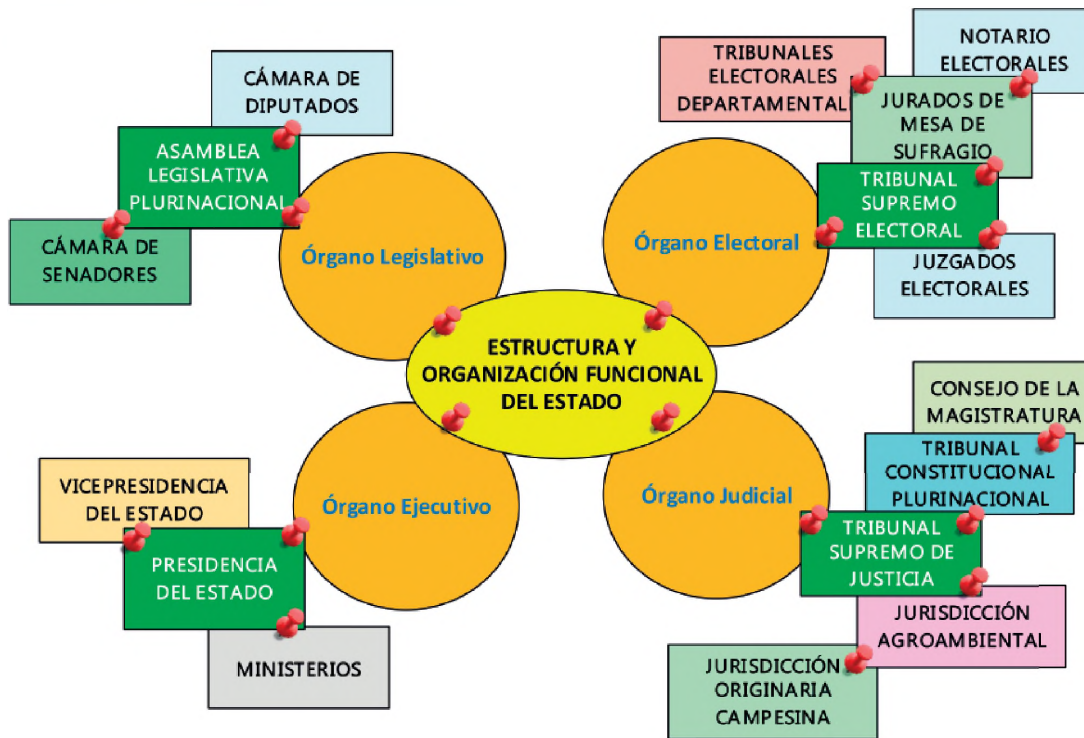 CÁMARA DE
DIPUTADOS
ASAMBLEA
LEGISLATIVA
PLURINACIONAL
CÁMARA DE
SENADORES
Órgano Legislativo
TRIBUNALES
ELECTORALES
DEPARTAMENTAL
NOTARIO
ELECTORALES
JURADOS DE
MESA DE
SUFRAGIO
TRIBUNAL
SUPREMO
ELECTORAL
JUZGADOS
ELECTORALES
Órgano Electoral
ESTRUCTURA Y
ORGANIZACIÓN FUNCIONAL
DEL ESTADO
VICEPRESIDENCIA
DEL ESTADO
PRESIDENCIA
DEL ESTADO
MINISTERIOS
Órgano Ejecutivo
Órgano Judicial
CONSEJO DE LA
MAGISTRATURA
TRIBUNAL
CONSTITUCIONAL
PLURINACIONAL
TRIBUNAL
SUPREMO DE
JUSTICIA
JURISDICCIÓN
AGROAMBIENTAL
JURISDICCIÓN
ORIGINARIA
CAMPESINA